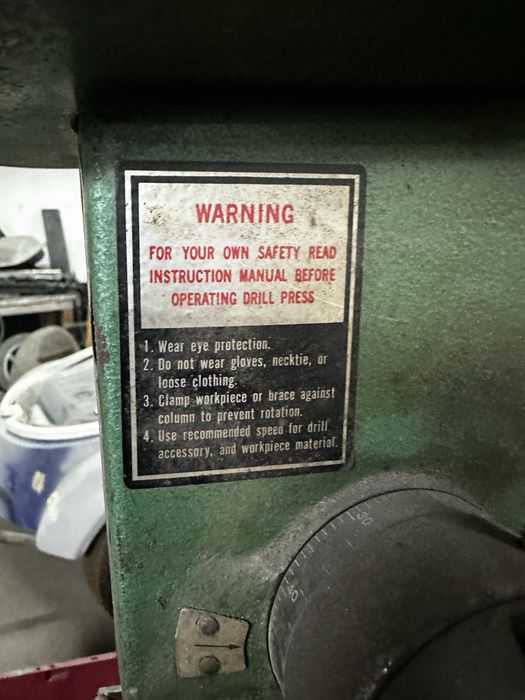 WARNING
FOR YOUR OWN SAFETY READ
INSTRUCTION MANUAL BEFORE
OPERATING DRILL PRESS
1. Wear eye protection.
2. Do not wear gloves, necktie, or
loose clothing.
3. Clamp workpiece or brace against
column to prevent rotation.
4. Use recommended speed for drill
accessory, and workpiece material.